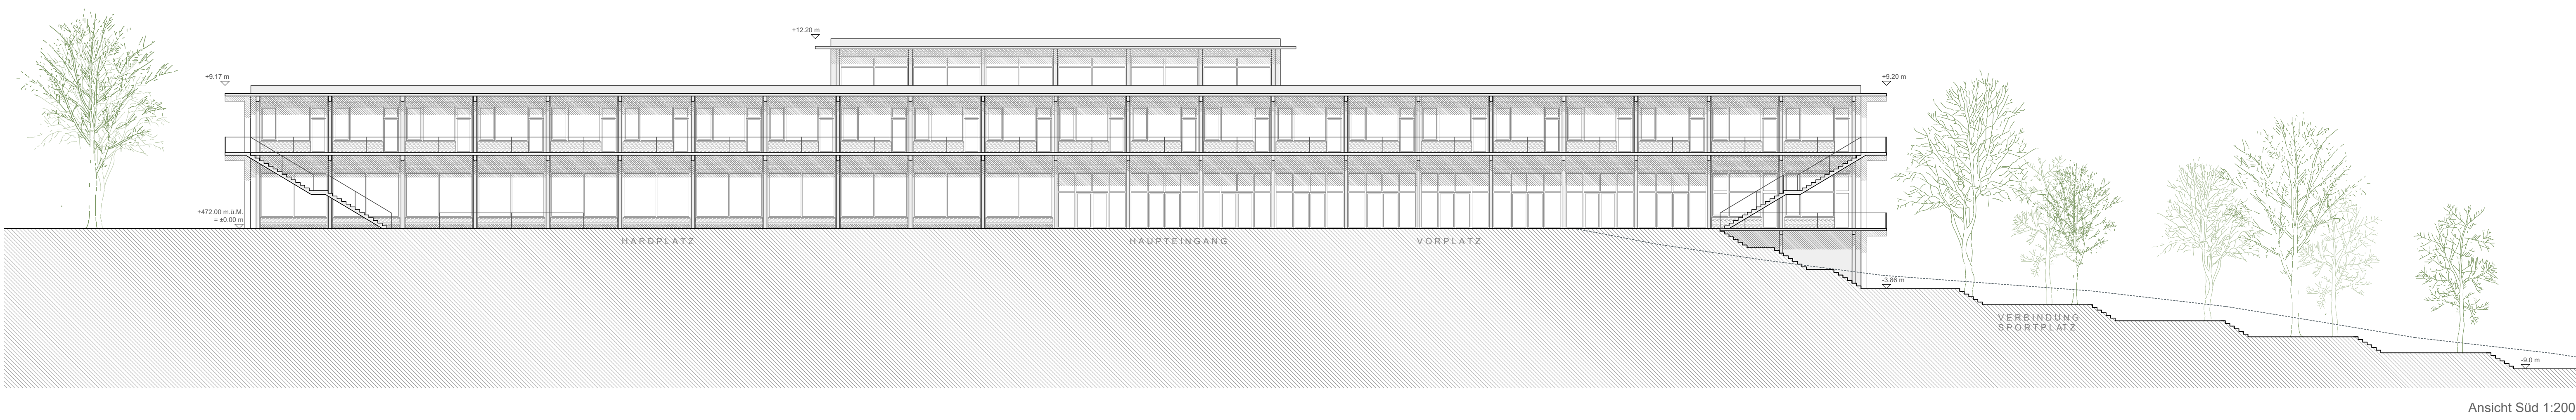 +12.20 m
+9.17 m
+9.20 m
+472.00 m.ü.M.
= ±0.00 m
HARDPLATZ
HAUPTEINGANG
VORPLATZ
-3.86 m
VERBINDUNG
SPORTPLATZ
-9.0 m
Ansicht Süd 1:200